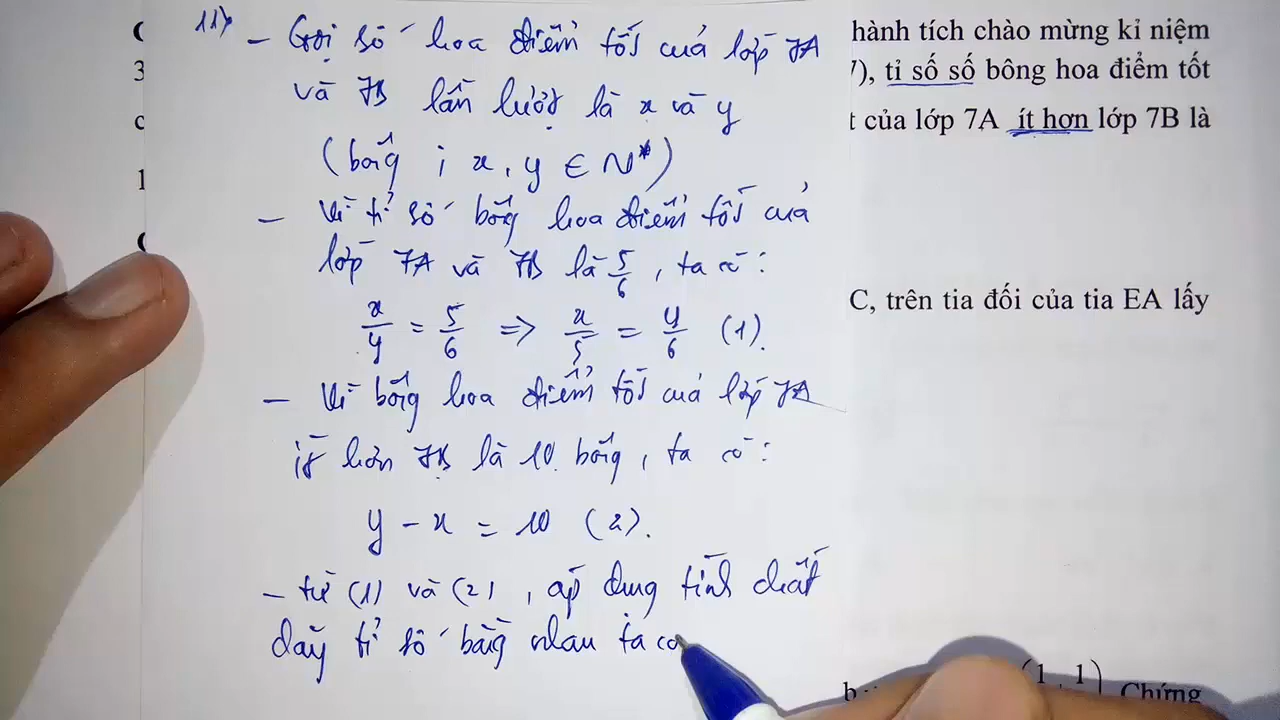 11)
- Gọi số hoa điểm tốt của lớp 7A
và 7B lần lượt là x và y
(bông ; x, y ∈ N*)
- Vì tỉ số bông hoa điểm tốt của
lớp 7A và 7B là 5/6, ta có:
x/y = 5/6 => x/5 = y/6 (1).
- Vì bông hoa điểm tốt của lớp 7A
ít hơn 7B là 10 bông, ta có:
y - x = 10 (2).
- từ (1) và (2), áp dụng tính chất
dãy tỉ số bằng nhau ta có
hành tích chào mừng kỉ niệm
7), tỉ số số bông hoa điểm tốt
t của lớp 7A ít hơn lớp 7B là
C, trên tia đối của tia EA lấy
Chứng